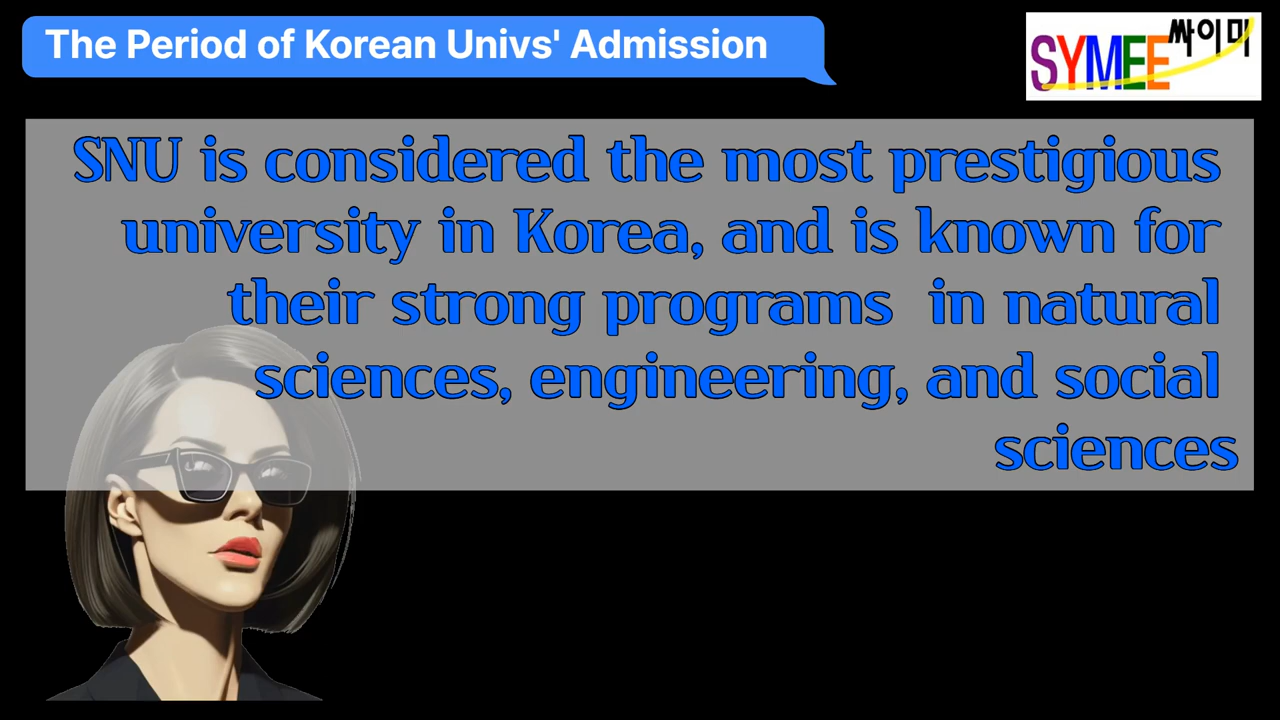 The Period of Korean Univs' Admission
SYMEE싸이미
SNU is considered the most prestigious
university in Korea, and is known for
their strong programs  in natural
sciences, engineering, and social
sciences